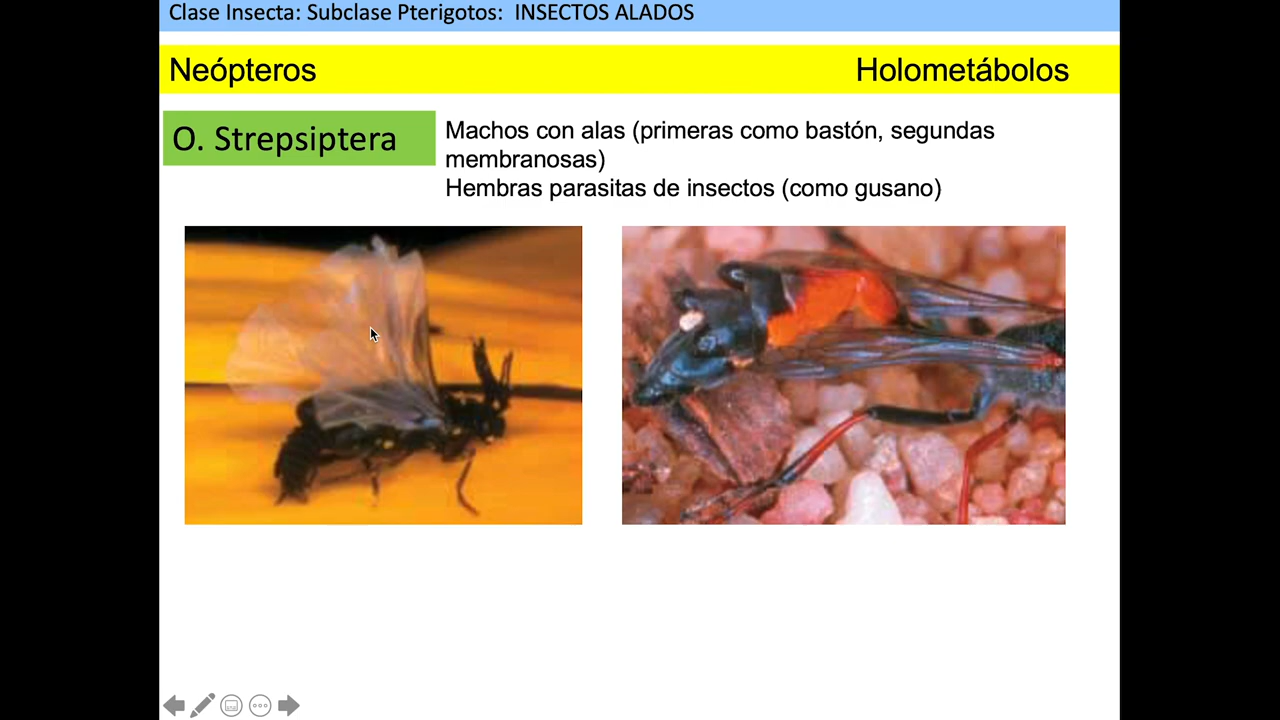 Clase Insecta: Subclase Pterigotos: INSECTOS ALADOS
Neópteros
Holometábolos
O. Strepsiptera
Machos con alas (primeras como bastón, segundas
membranosas)
Hembras parasitas de insectos (como gusano)